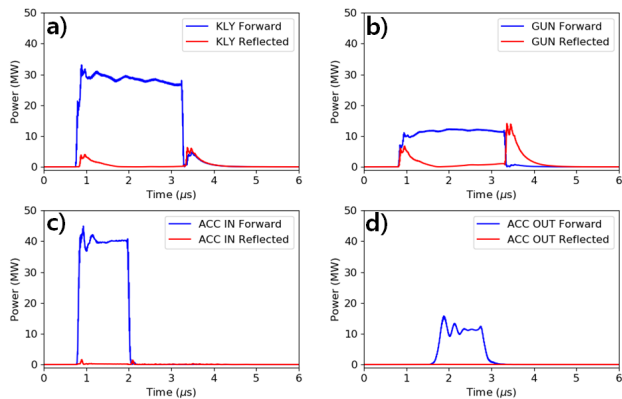 a)
50
40
30
20
10
0
Power (MW)
KLY Forward
KLY Reflected
0 1 2 3 4 5 6
Time (μs)
b)
50
40
30
20
10
0
Power (MW)
GUN Forward
GUN Reflected
0 1 2 3 4 5 6
Time (μs)
c)
50
40
30
20
10
0
Power (MW)
ACC IN Forward
ACC IN Reflected
0 1 2 3 4 5 6
Time (μs)
d)
50
40
30
20
10
0
Power (MW)
ACC OUT Forward
ACC OUT Reflected
0 1 2 3 4 5 6
Time (μs)